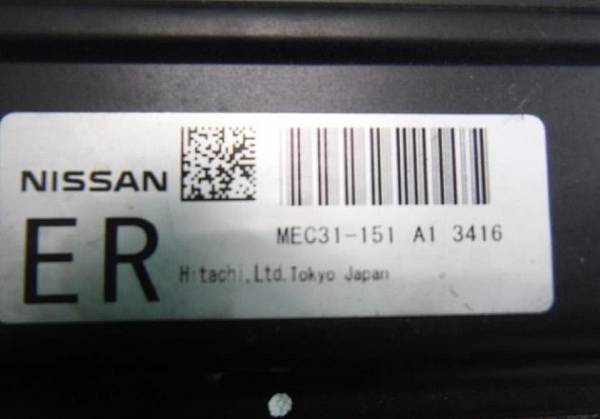 NISSAN
ER
MEC31-151 A1 3416
Hitachi,Ltd.Tokyo Japan